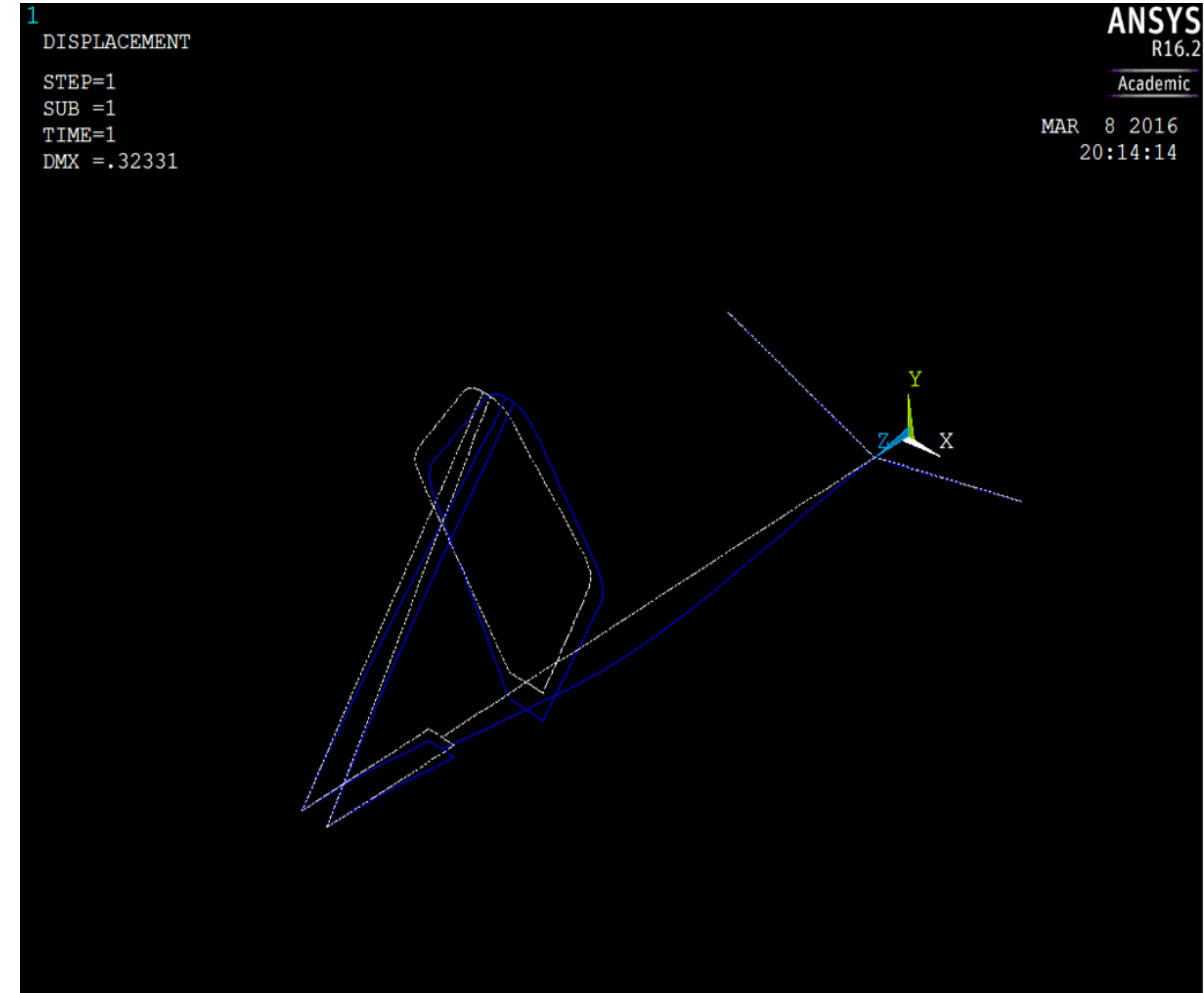 1
DISPLACEMENT
STEP=1
SUB =1
TIME=1
DMX =.32331
ANSYS
R16.2
Academic
MAR 8 2016
20:14:14
Y
Z
X